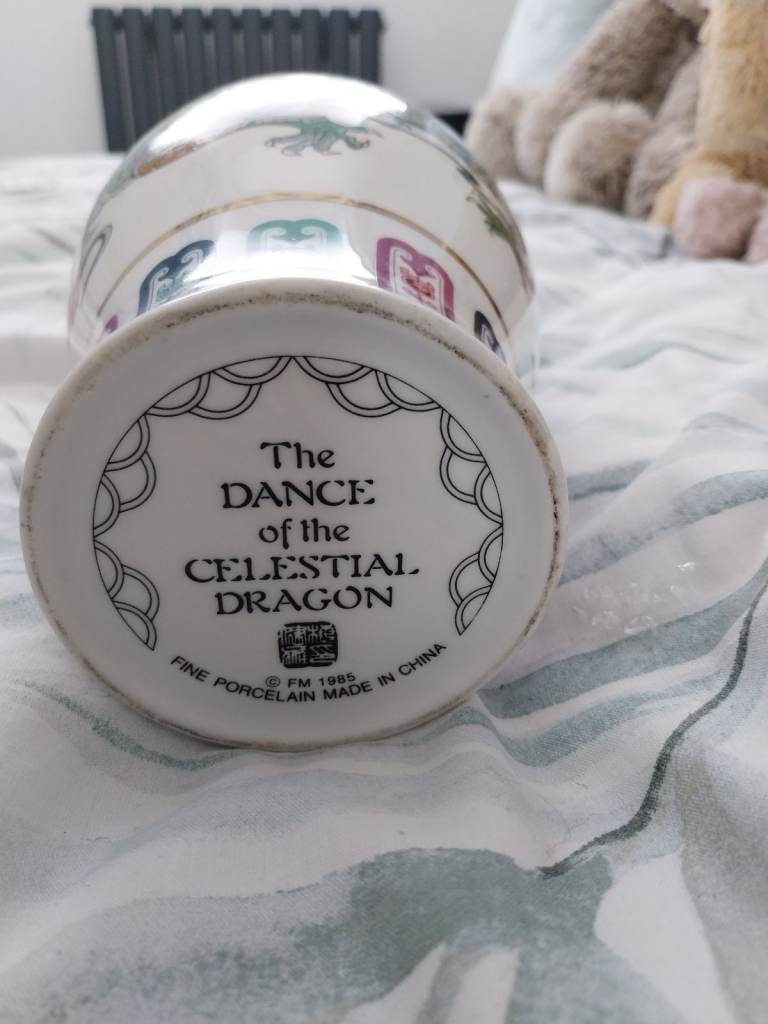 The
DANCE
of the
CELESTIAL
DRAGON
© FM 1985
FINE PORCELAIN MADE IN CHINA